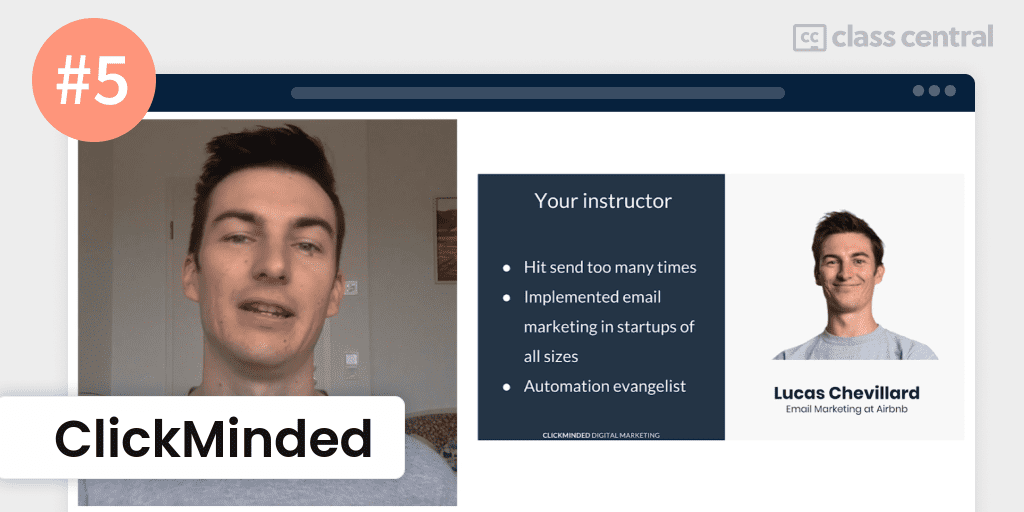 #5
cc class central
Your instructor
● Hit send too many times
● Implemented email
marketing in startups of
all sizes
● Automation evangelist
CLICKMINDED DIGITAL MARKETING
Lucas Chevillard
Email Marketing at Airbnb
ClickMinded